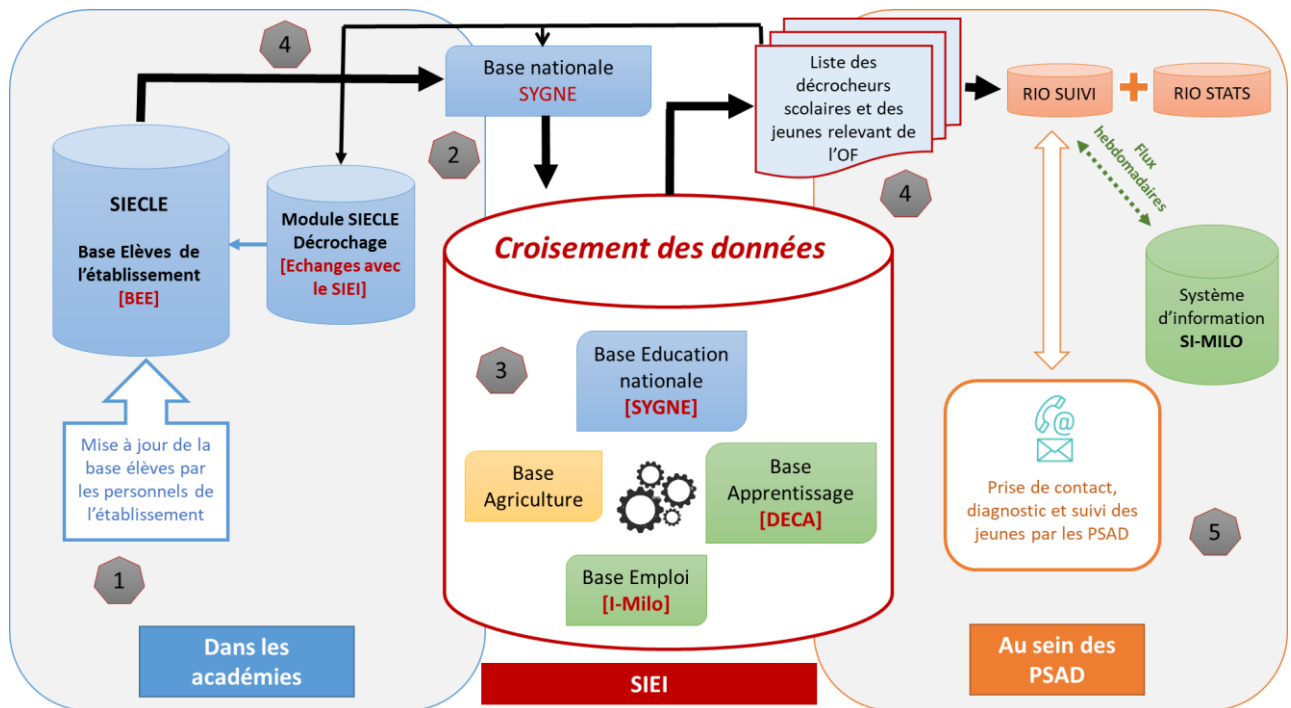 4
Base nationale
SYGNE
2
SIECLE
Base Elèves de
l’établissement
[BEE]
Module SIECLE
Décrochage
[Echanges avec
le SIEI]
Mise à jour de la
base élèves par
les personnels de
l’établissement
1
Dans les
académies
Liste des
décrocheurs
scolaires et des
jeunes relevant de
l’OF
4
Croisement des données
3
Base Education
nationale
[SYGNE]
Base
Agriculture
Base
Apprentissage
[DECA]
Base Emploi
[I-Milo]
SIEI
RIO SUIVI
RIO STATS
Flux
hebdomadaires
Système
d’information
SI-MILO
Prise de contact,
diagnostic et suivi des
jeunes par les PSAD
5
Au sein des
PSAD